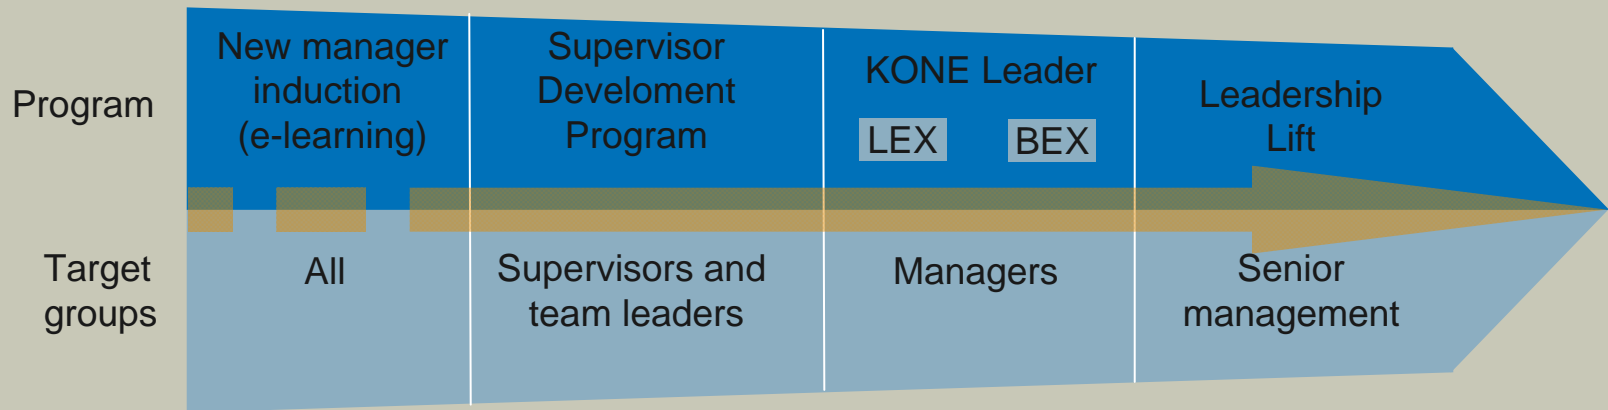 Program
New manager
induction
(e-learning)
Supervisor
Develoment
Program
KONE Leader
LEX
BEX
Leadership
Lift
Target
groups
All
Supervisors and
team leaders
Managers
Senior
management